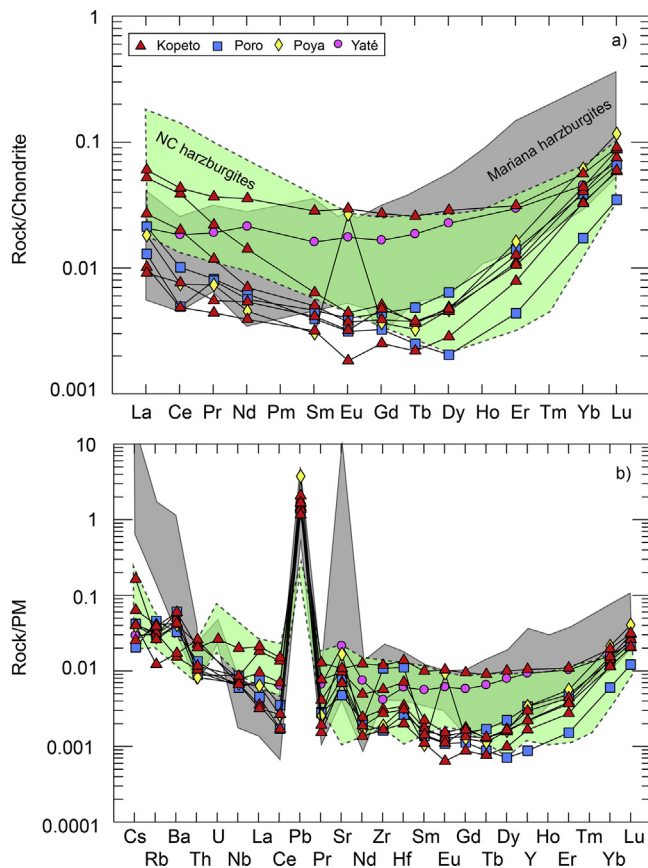 1
a)
Kopeto Poro Poya Yaté
NC harzburgites
Mariana harzburgites
Rock/Chondrite
0.1
0.01
0.001
La Ce Pr Nd Pm Sm Eu Gd Tb Dy Ho Er Tm Yb Lu
10
b)
1
0.1
Rock/PM
0.01
0.001
0.0001
Cs Ba U La Pb Sr Zr Sm Gd Dy Ho Tm Lu
Rb Th Nb Ce Pr Nd Hf Eu Tb Y Er Yb